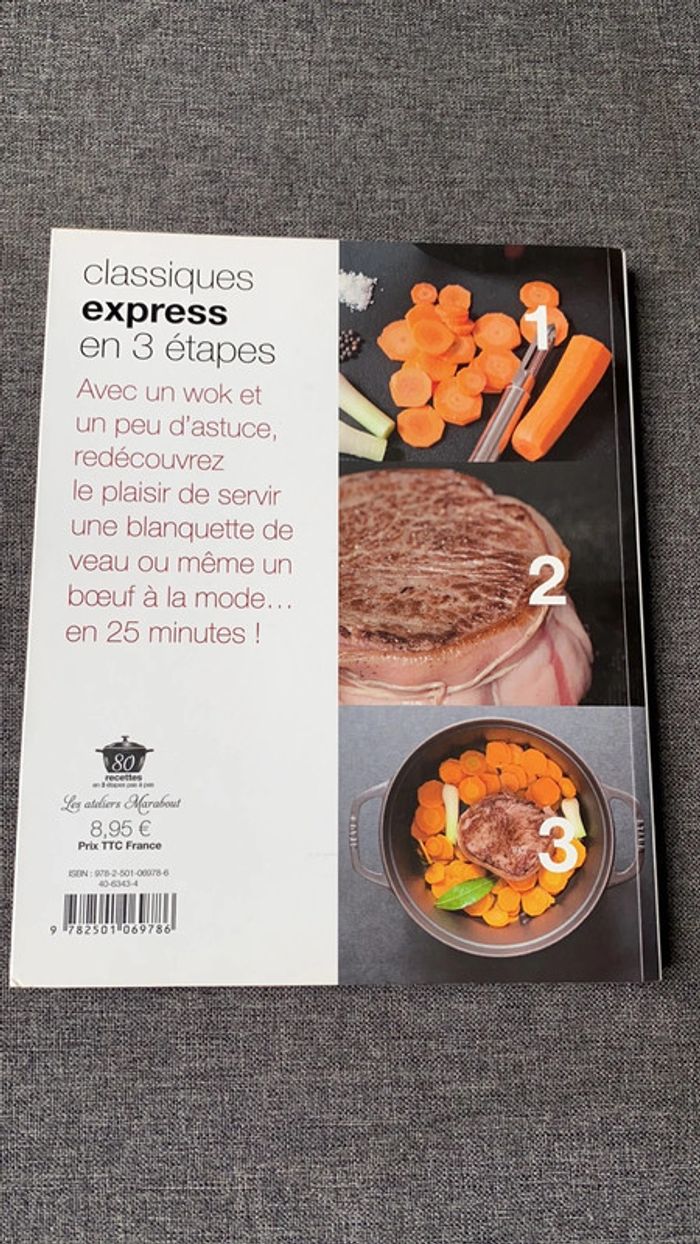 classiques
express
en 3 étapes
Avec un wok et
un peu d'astuce,
redécouvrez
le plaisir de servir
une blanquette de
veau ou même un
bœuf à la mode...
en 25 minutes !
80
recettes
en 3 étapes pas à pas
Les ateliers Marabout
8,95 €
Prix TTC France
ISBN : 978-2-501-06978-6
40-6343-4
9 782501 069786
1
2
3